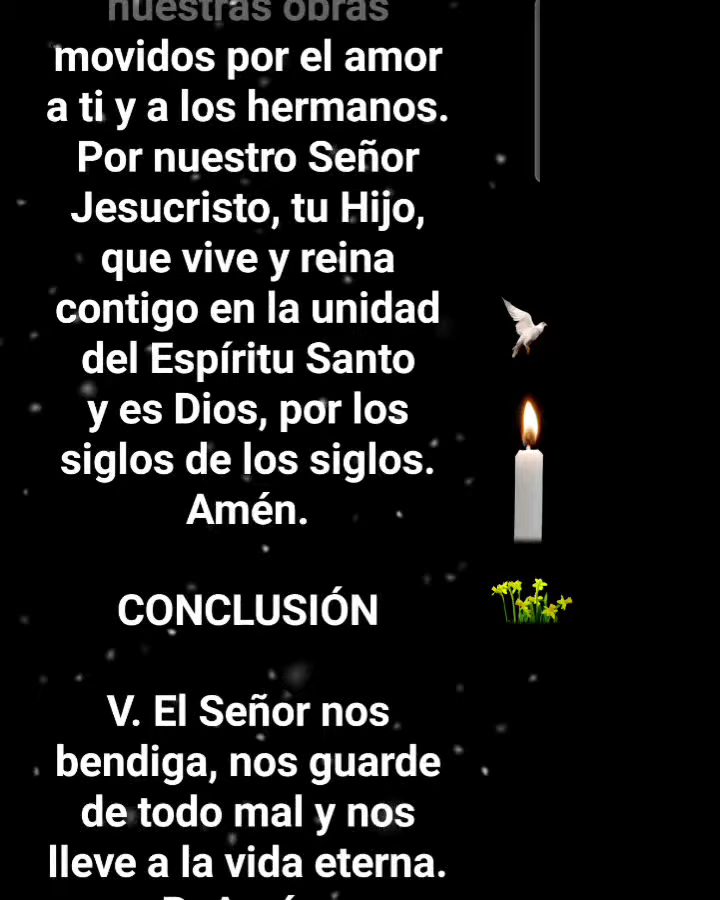 nuestras obras
movidos por el amor
a ti y a los hermanos.
Por nuestro Señor
Jesucristo, tu Hijo,
que vive y reina
contigo en la unidad
del Espíritu Santo
y es Dios, por los
siglos de los siglos.
Amén.
CONCLUSIÓN
V. El Señor nos
bendiga, nos guarde
de todo mal y nos
lleve a la vida eterna.